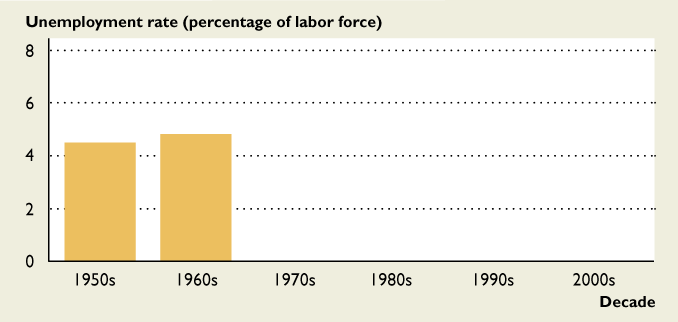 Unemployment rate (percentage of labor force)
8
6
4
2
0
1950s 1960s 1970s 1980s 1990s 2000s
Decade